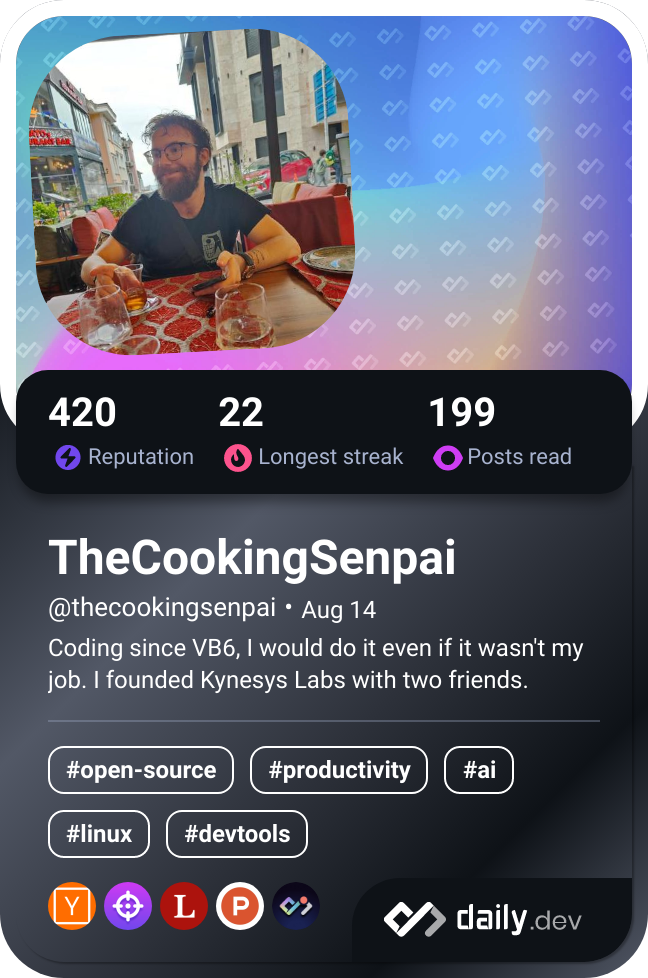 420 22 199
Reputation Longest streak Posts read
TheCookingSenpai
@thecookingsenpai • Aug 14
Coding since VB6, I would do it even if it wasn't my
job. I founded Kynesys Labs with two friends.
#open-source #productivity #ai
#linux #devtools
Y L P
daily.dev